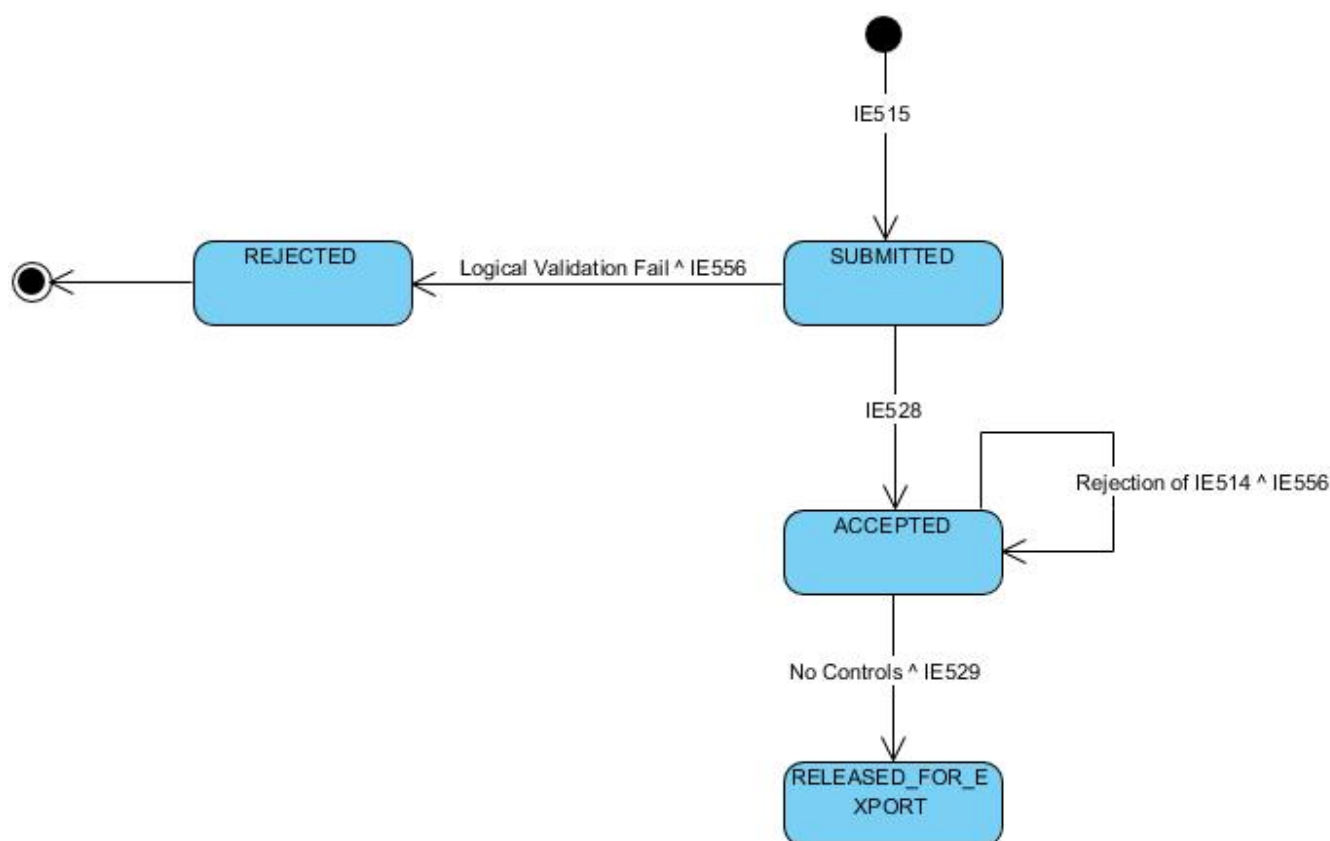 IE515
REJECTED
SUBMITTED
Logical Validation Fail ^ IE556
IE528
Rejection of IE514 ^ IE556
ACCEPTED
No Controls ^ IE529
RELEASED_FOR_E
XPORT